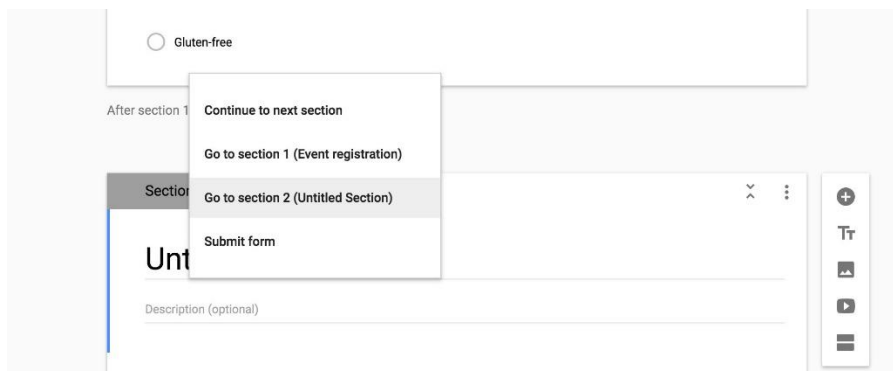 Gluten-free
After section 1
Continue to next section
Go to section 1 (Event registration)
Section
Go to section 2 (Untitled Section)
Submit form
Unt
Description (optional)
Tт